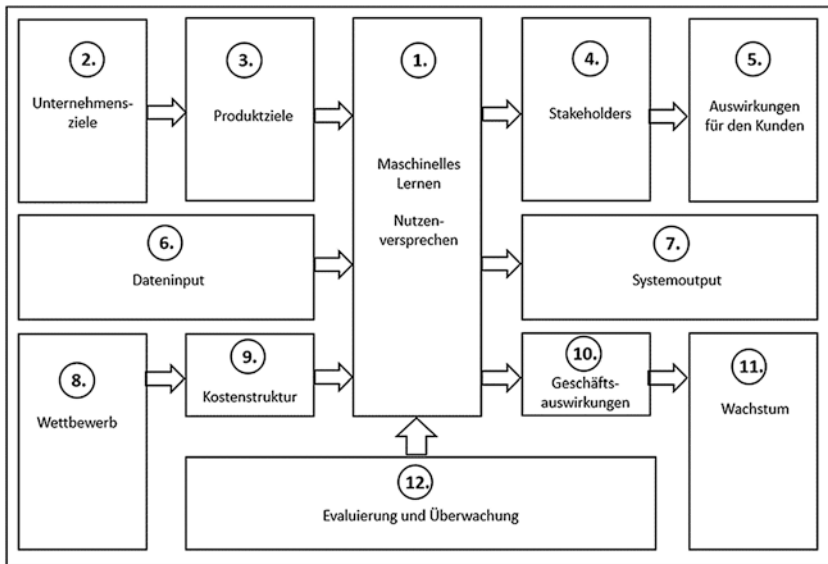 2.
Unternehmens-
ziele
3.
Produktziele
1.
Maschinelles
Lernen
Nutzen-
versprechen
4.
Stakeholders
5.
Auswirkungen
für den Kunden
6.
Dateninput
7.
Systemoutput
8.
Wettbewerb
9.
Kostenstruktur
10.
Geschäfts-
auswirkungen
11.
Wachstum
12.
Evaluierung und Überwachung